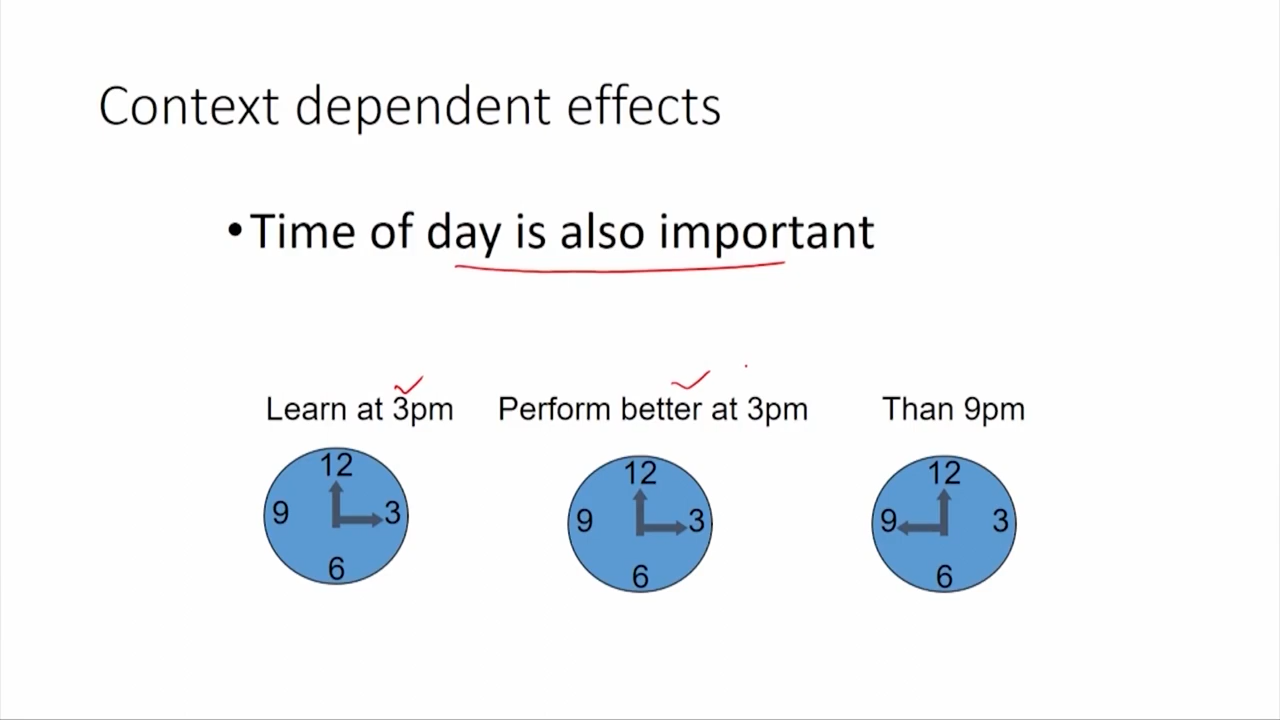 Context dependent effects
•Time of day is also important
Learn at 3pm
Perform better at 3pm
Than 9pm
12
9 3
6
12
9 3
6
12
9 3
6